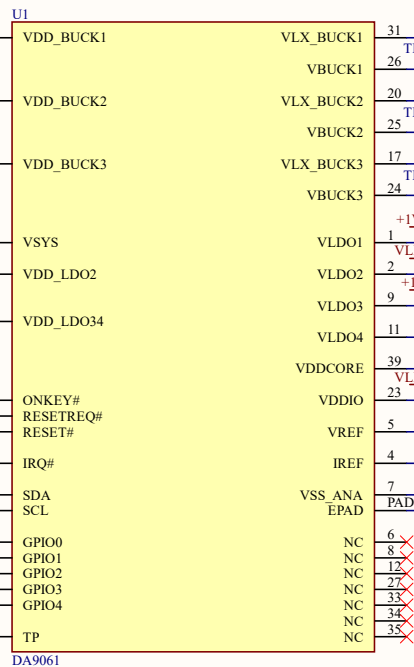 U1
VDD_BUCK1 VLX_BUCK1 31
VBUCK1 26
VDD_BUCK2 VLX_BUCK2 20
VBUCK2 25
VDD_BUCK3 VLX_BUCK3 17
VBUCK3 24
VSYS VLDO1 1
VDD_LDO2 VLDO2 2
VLDO3 9
VDD_LDO34
VLDO4 11
VDDCORE 39
ONKEY# VDDIO 23
RESETREQ#
RESET# VREF 5
IRQ# IREF 4
SDA VSS_ANA 7
SCL EPAD PAD
GPIO0 NC 6
GPIO1 NC 8
GPIO2 NC 12
GPIO3 NC 27
GPIO4 NC 33
NC 34
TP NC 35
DA9061